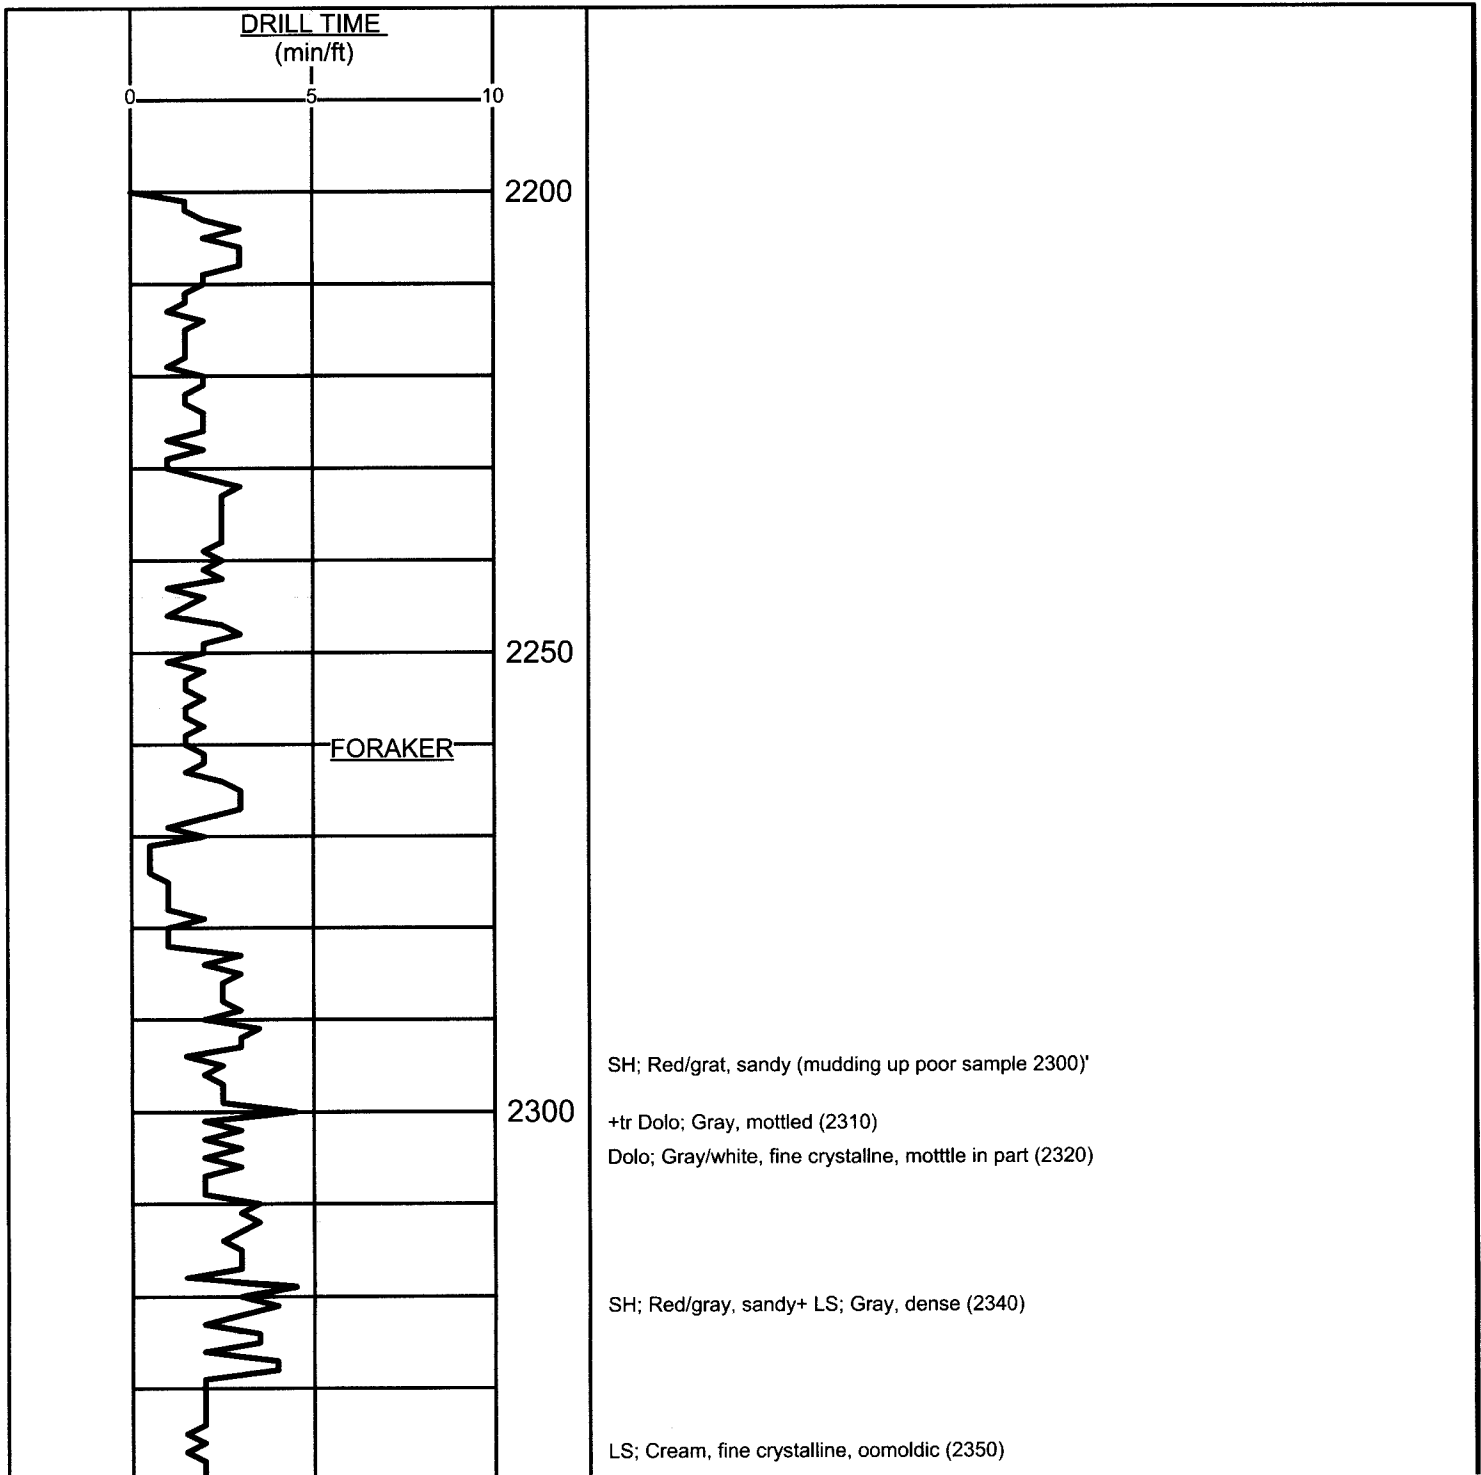 DRILL TIME
(min/ft)
0 5 10
2200
2250
FORAKER
SH; Red/grat, sandy (mudding up poor sample 2300)'
2300
+tr Dolo; Gray, mottled (2310)
Dolo; Gray/white, fine crystallne, motttle in part (2320)
SH; Red/gray, sandy+ LS; Gray, dense (2340)
LS; Cream, fine crystalline, oomoldic (2350)